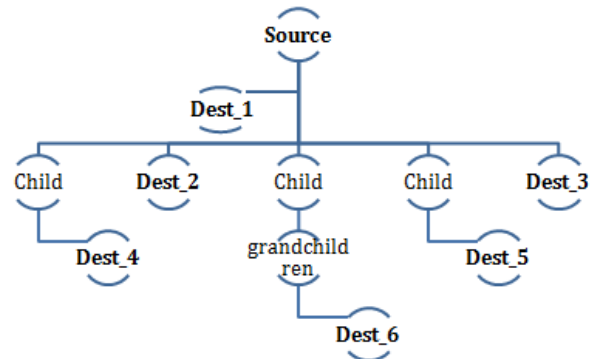 Source
Dest_1
Child
Dest_2
Child
Child
Dest_3
Dest_4
grandchild
ren
Dest_5
Dest_6